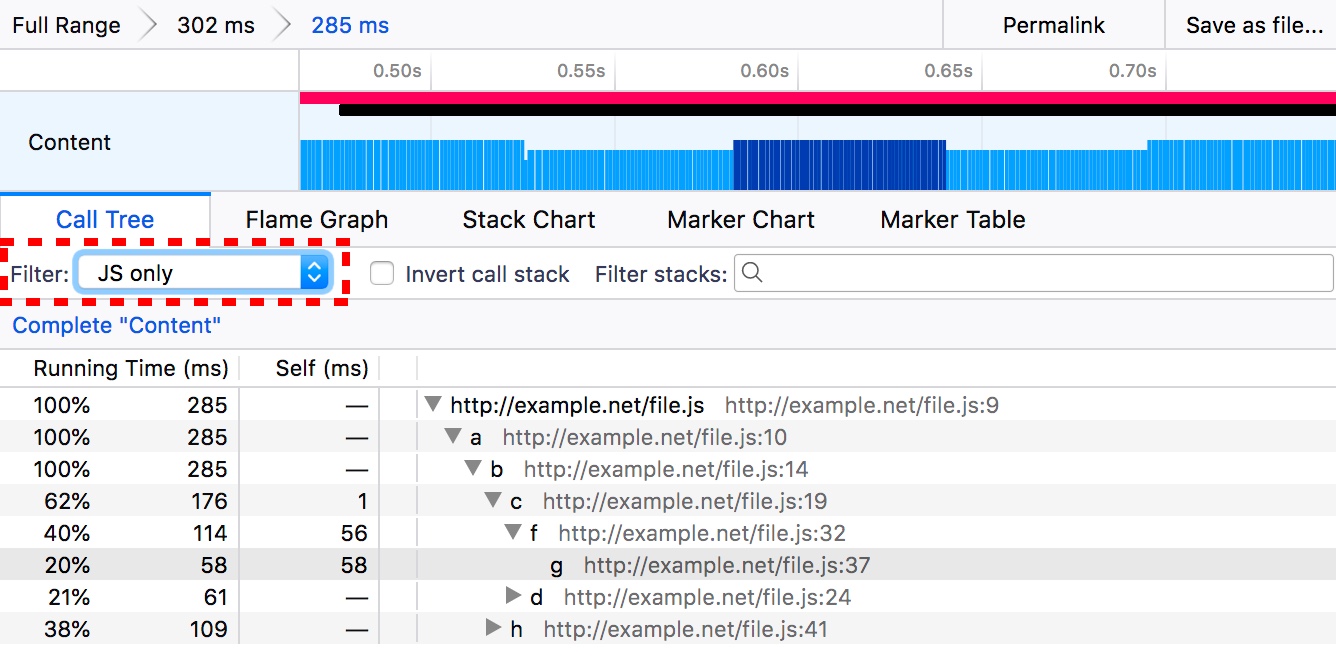 Full Range 302 ms 285 ms Permalink Save as file...
0.50s 0.55s 0.60s 0.65s 0.70s
Content
Call Tree Flame Graph Stack Chart Marker Chart Marker Table
Filter: JS only Invert call stack Filter stacks:
Complete "Content"
Running Time (ms) Self (ms)
100% 285 — http://example.net/file.js http://example.net/file.js:9
100% 285 — a http://example.net/file.js:10
100% 285 — b http://example.net/file.js:14
62% 176 1 c http://example.net/file.js:19
40% 114 56 f http://example.net/file.js:32
20% 58 58 g http://example.net/file.js:37
21% 61 — d http://example.net/file.js:24
38% 109 — h http://example.net/file.js:41